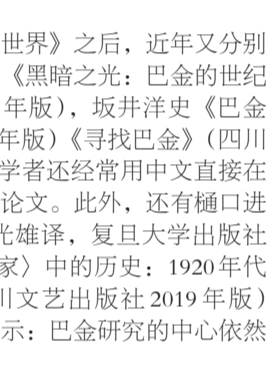 世界》之后，近年又分别
《黑暗之光：巴金的世纪
年版），坂井洋史《巴金
年版）《寻找巴金》（四川
学者还经常用中文直接在
论文。此外，还有樋口进
光雄译，复旦大学出版社
家〉中的历史：1920年代
川文艺出版社2019年版）
示：巴金研究的中心依然